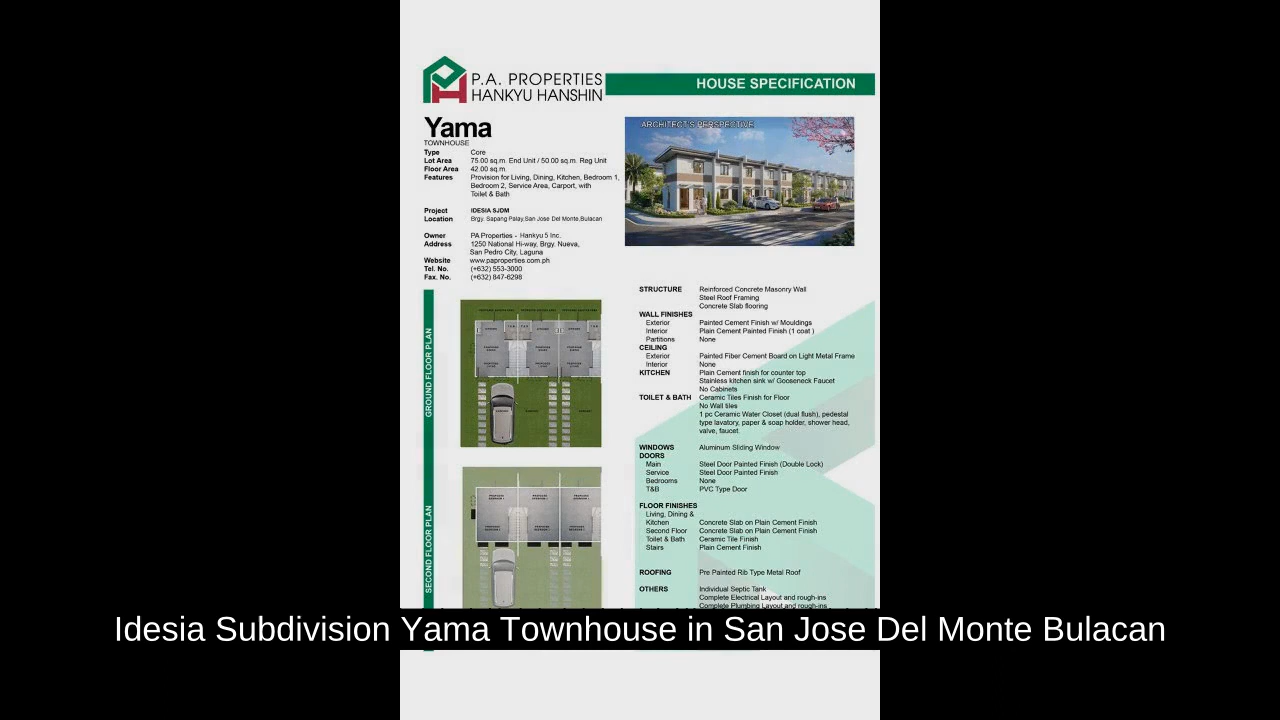 P.A. PROPERTIES
HANKYU HANSHIN
HOUSE SPECIFICATION
Yama
TOWNHOUSE
Type Core
Lot Area 75.00 sq.m. End Unit / 50.00 sq.m. Reg Unit
Floor Area 42.00 sq.m.
Features Provision for Living, Dining, Kitchen, Bedroom 1,
Bedroom 2, Service Area, Carport, with
Toilet & Bath
Project IDESIA SJDM
Location Brgy. Sapang Palay,San Jose Del Monte,Bulacan
Owner PA Properties - Hankyu 5 Inc.
Address 1250 National Hi-way, Brgy. Nueva,
San Pedro City, Laguna
Website www.paproperties.com.ph
Tel. No. (+632) 553-3000
Fax. No. (+632) 847-6298
ARCHITECT'S PERSPECTIVE
GROUND FLOOR PLAN
SECOND FLOOR PLAN
STRUCTURE Reinforced Concrete Masonry Wall
Steel Roof Framing
Concrete Slab flooring
WALL FINISHES
Exterior Painted Cement Finish w/ Mouldings
Interior Plain Cement Painted Finish (1 coat )
Partitions None
CEILING
Exterior Painted Fiber Cement Board on Light Metal Frame
Interior None
KITCHEN Plain Cement finish for counter top
Stainless kitchen sink w/ Gooseneck Faucet
No Cabinets
TOILET & BATH Ceramic Tiles Finish for Floor
No Wall tiles
1 pc Ceramic Water Closet (dual flush), pedestal
type lavatory, paper & soap holder, shower head,
valve, faucet.
WINDOWS Aluminum Sliding Window
DOORS
Main Steel Door Painted Finish (Double Lock)
Service Steel Door Painted Finish
Bedrooms None
T&B PVC Type Door
FLOOR FINISHES
Living, Dining &
Kitchen Concrete Slab on Plain Cement Finish
Second Floor Concrete Slab on Plain Cement Finish
Toilet & Bath Ceramic Tile Finish
Stairs Plain Cement Finish
ROOFING Pre Painted Rib Type Metal Roof
OTHERS Individual Septic Tank
Complete Electrical Layout and rough-ins
Complete Plumbing Layout and rough-ins
Idesia Subdivision Yama Townhouse in San Jose Del Monte Bulacan